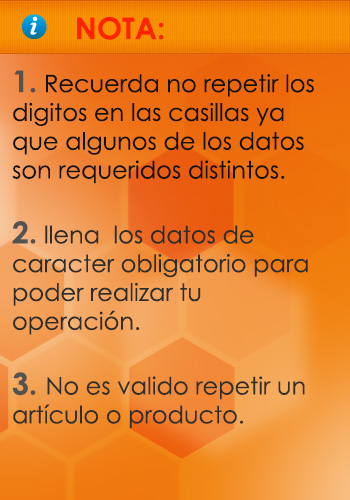 i NOTA:
1. Recuerda no repetir los
digitos en las casillas ya
que algunos de los datos
son requeridos distintos.
2. llena los datos de
caracter obligatorio para
poder realizar tu
operación.
3. No es valido repetir un
artículo o producto.